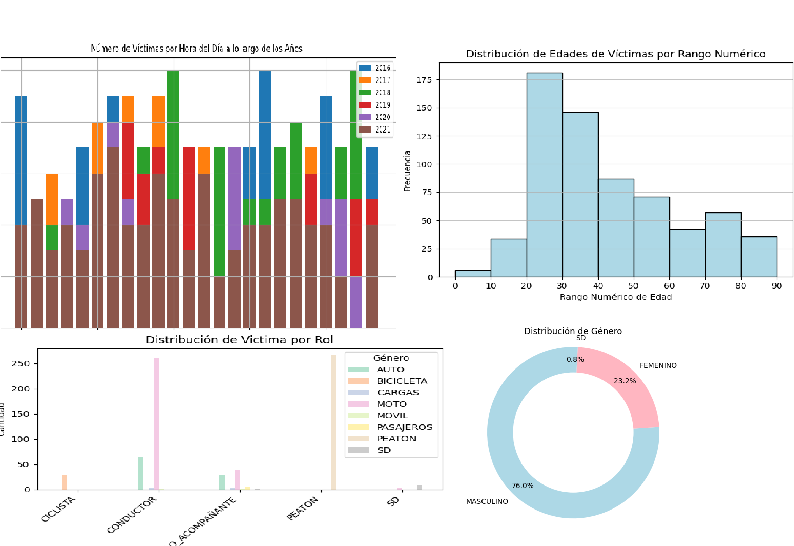 Número de Víctimas por Hora del Día a lo largo de los Años
2016
2017
2018
2019
2020
2021
Distribución de Edades de Víctimas por Rango Numérico
Frecuencia
175
150
125
100
75
50
25
0
0 10 20 30 40 50 60 70 80 90
Rango Numérico de Edad
Distribución de Victima por Rol
Cantidad
250
200
150
100
50
0
Género
AUTO
BICICLETA
CARGAS
MOTO
MOVIL
PASAJEROS
PEATON
SD
CICLISTA
CONDUCTOR
O_ACOMPAÑANTE
PEATON
SD
Distribución de Género
SD
0.8%
FEMENINO
23.2%
76.0%
MASCULINO